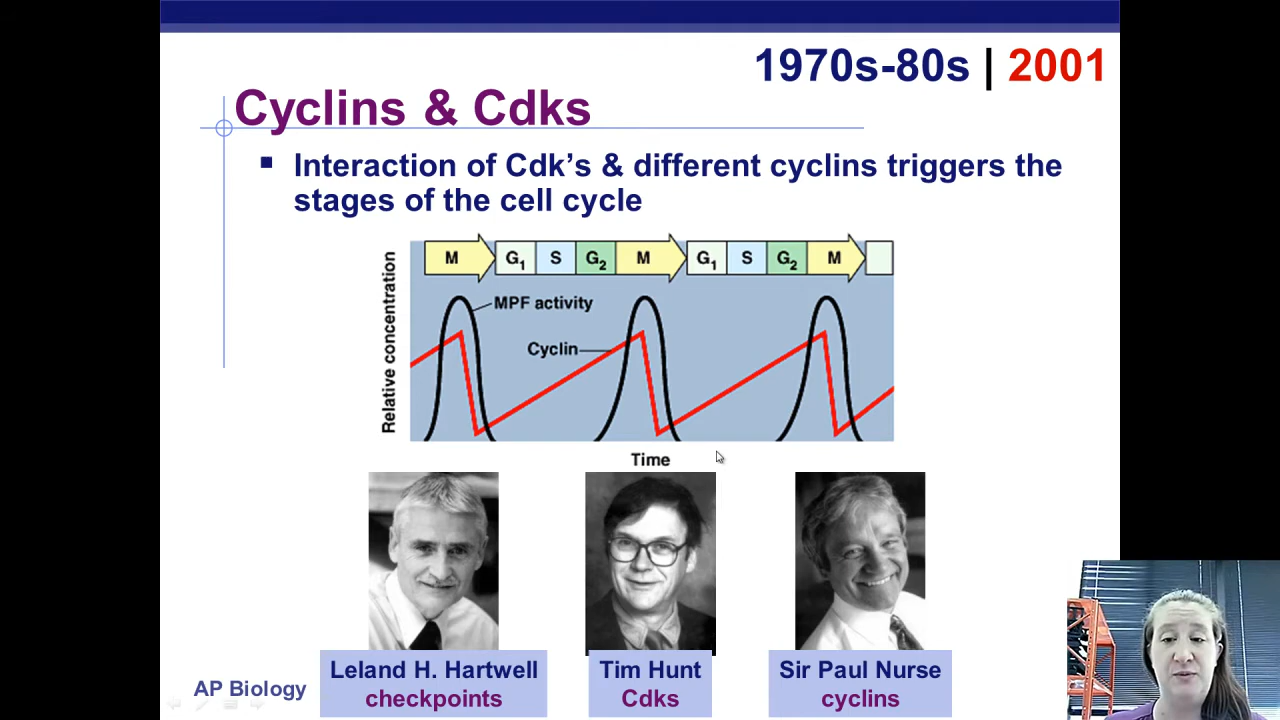 1970s-80s | 2001
Cyclins & Cdks
Interaction of Cdk’s & different cyclins triggers the
stages of the cell cycle
M G1 S G2 M G1 S G2 M
Relative concentration
MPF activity
Cyclin
Time
Leland H. Hartwell
checkpoints
Tim Hunt
Cdks
Sir Paul Nurse
cyclins
AP Biology